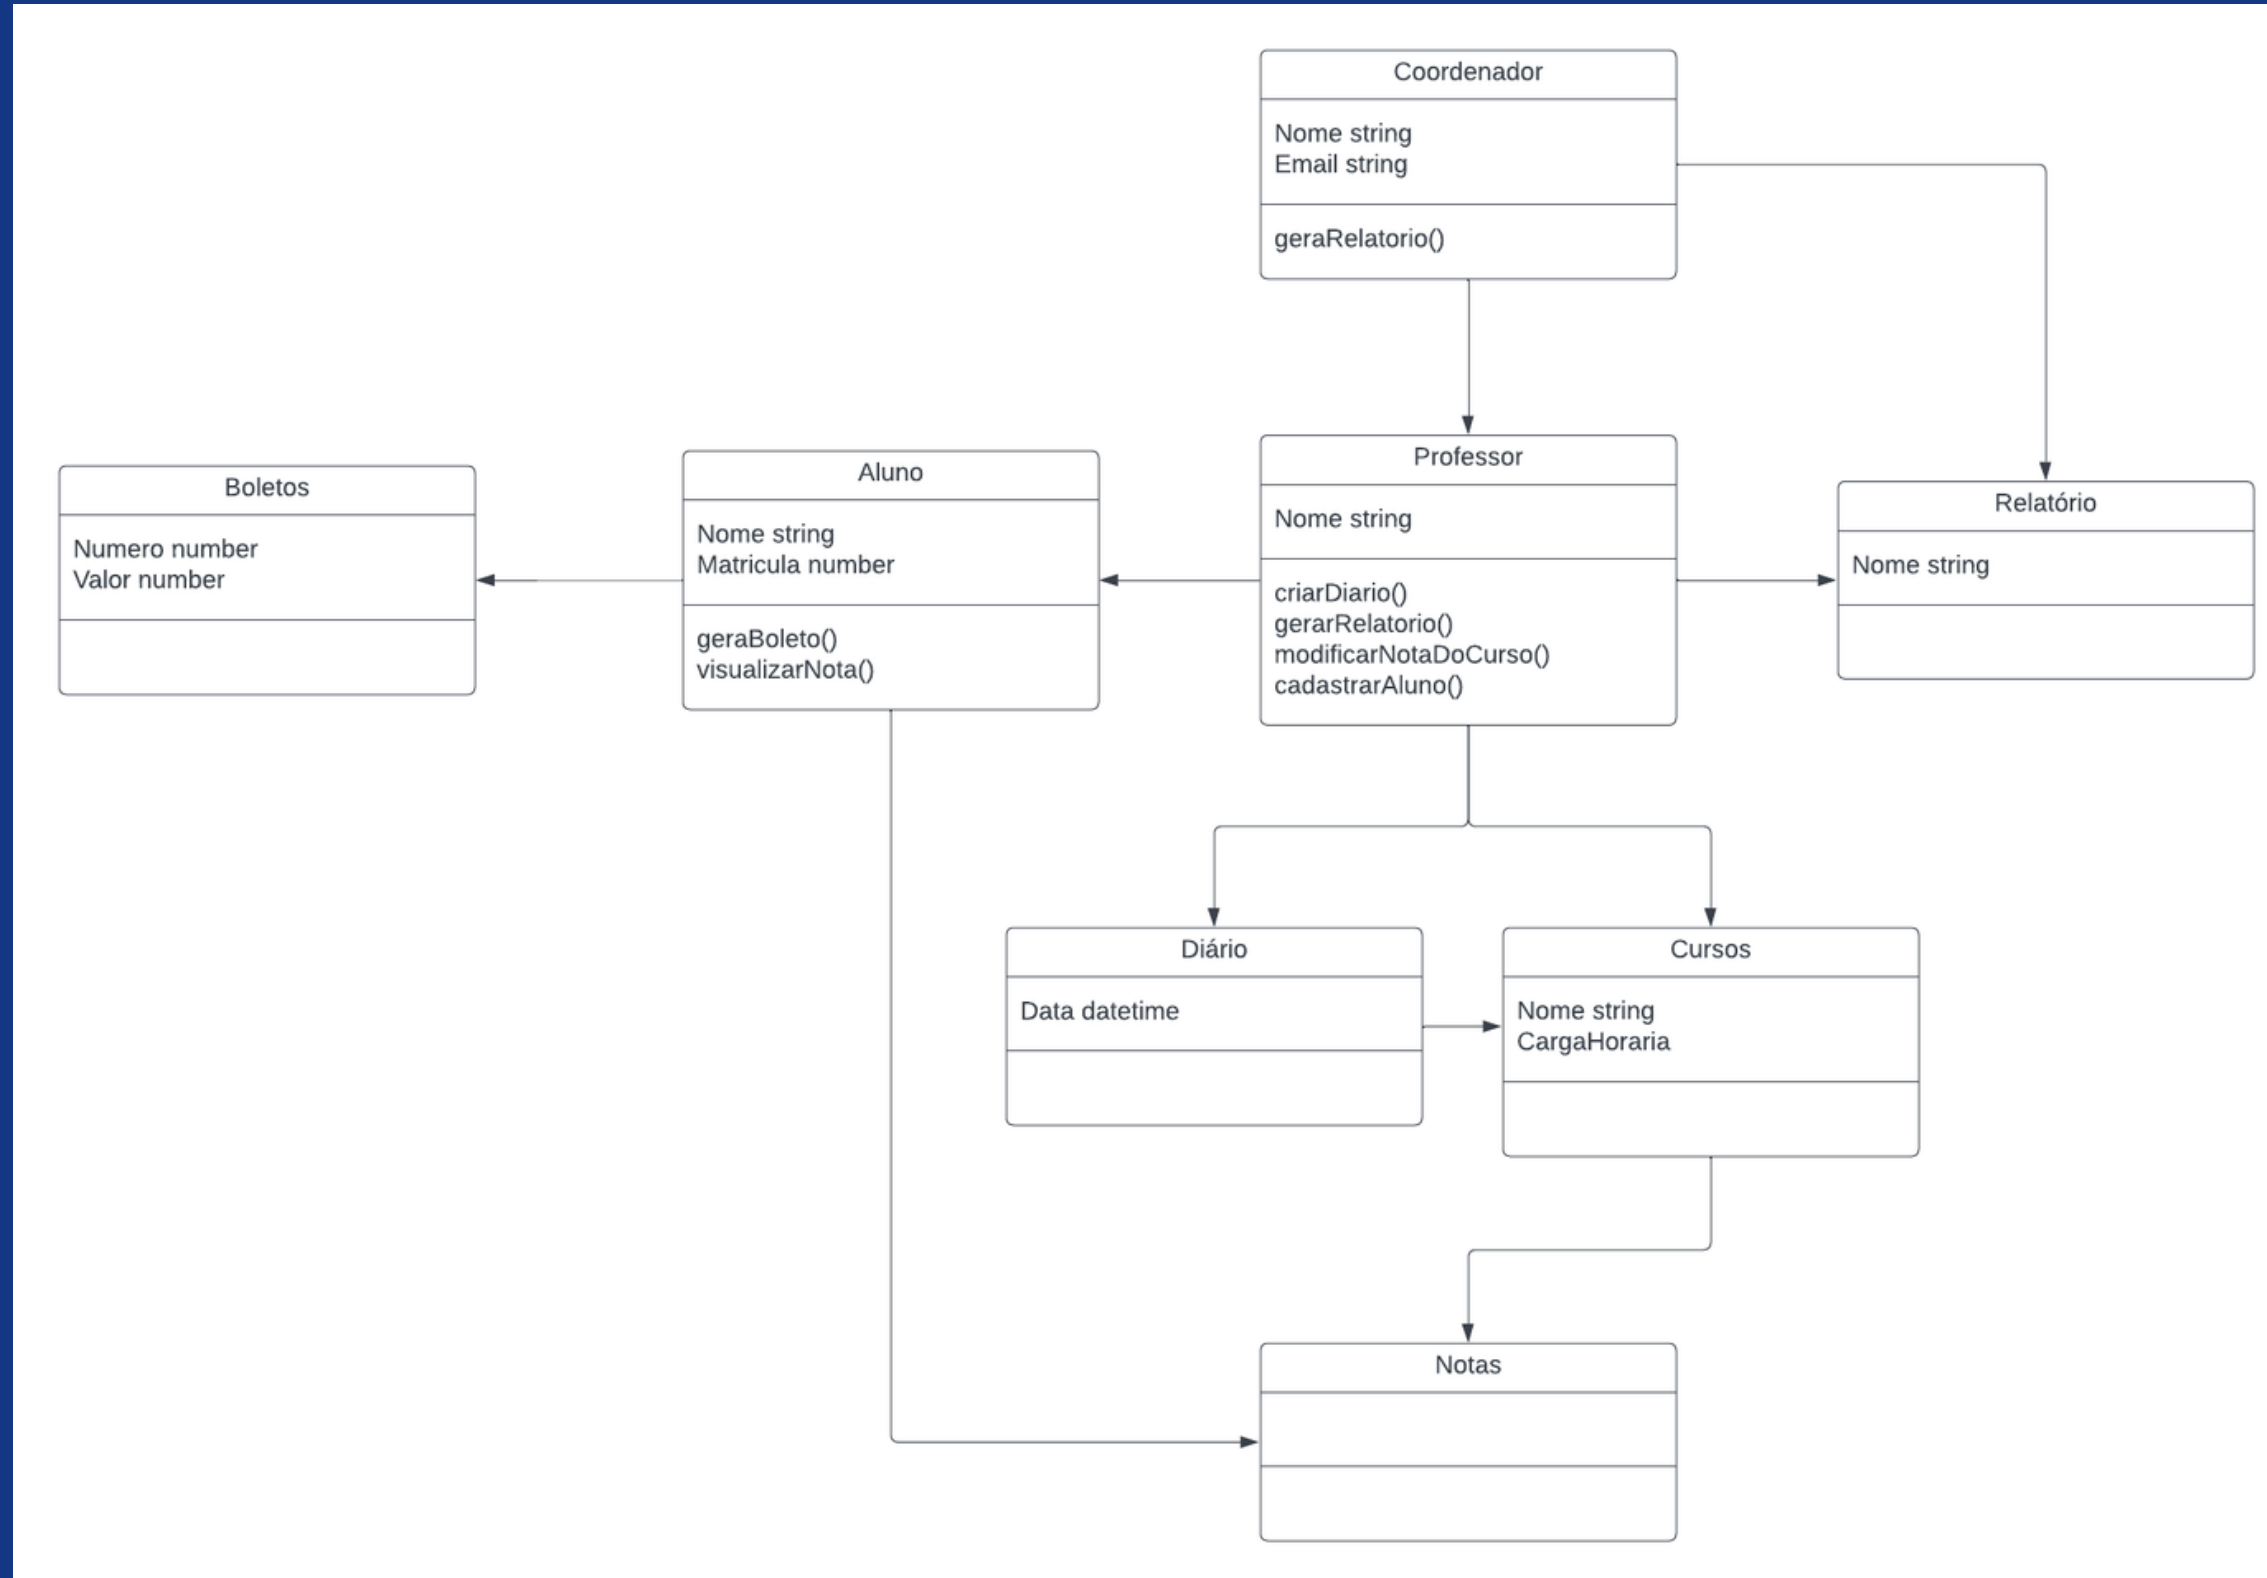 Coordenador
Nome string
Email string
geraRelatorio()
Boletos
Numero number
Valor number
Aluno
Nome string
Matricula number
geraBoleto()
visualizarNota()
Professor
Nome string
criarDiario()
gerarRelatorio()
modificarNotaDoCurso()
cadastrarAluno()
Relatório
Nome string
Diário
Data datetime
Cursos
Nome string
CargaHoraria
Notas